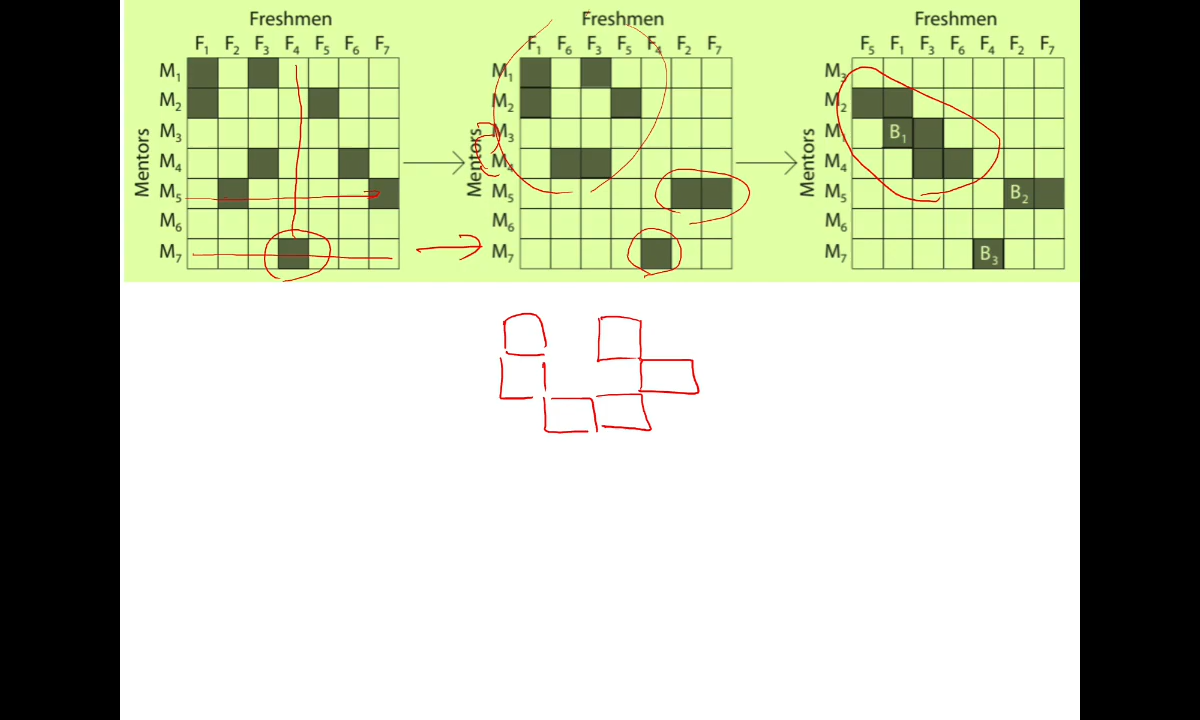 Freshmen Freshmen Freshmen
F1 F2 F3 F4 F5 F6 F7 F1 F6 F3 F5 F4 F2 F7 F5 F1 F3 F6 F4 F2 F7
Mentors Mentors Mentors
M1 M1 M3
M2 M2 M2
M3 M3 M1 B1
M4 M4 M4
M5 M5 M5 B2
M6 M6 M6
M7 M7 M7 B3